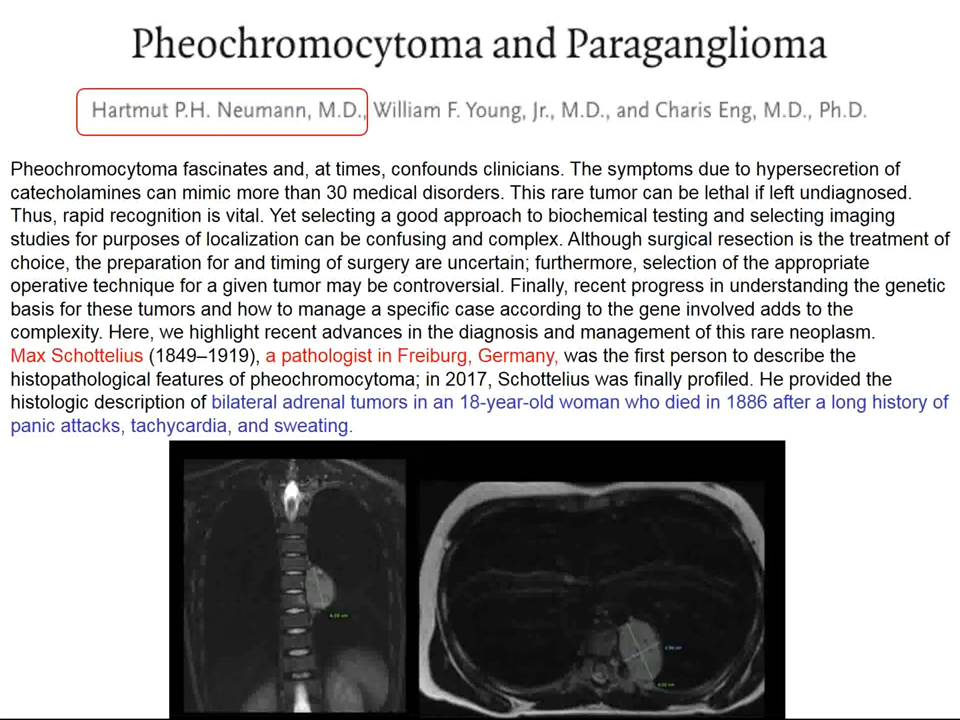 Pheochromocytoma and Paraganglioma
Hartmut P.H. Neumann, M.D., William F. Young, Jr., M.D., and Charis Eng, M.D., Ph.D.
Pheochromocytoma fascinates and, at times, confounds clinicians. The symptoms due to hypersecretion of
catecholamines can mimic more than 30 medical disorders. This rare tumor can be lethal if left undiagnosed.
Thus, rapid recognition is vital. Yet selecting a good approach to biochemical testing and selecting imaging
studies for purposes of localization can be confusing and complex. Although surgical resection is the treatment of
choice, the preparation for and timing of surgery are uncertain; furthermore, selection of the appropriate
operative technique for a given tumor may be controversial. Finally, recent progress in understanding the genetic
basis for these tumors and how to manage a specific case according to the gene involved adds to the
complexity. Here, we highlight recent advances in the diagnosis and management of this rare neoplasm.
Max Schottelius (1849–1919), a pathologist in Freiburg, Germany, was the first person to describe the
histopathological features of pheochromocytoma; in 2017, Schottelius was finally profiled. He provided the
histologic description of bilateral adrenal tumors in an 18-year-old woman who died in 1886 after a long history of
panic attacks, tachycardia, and sweating.